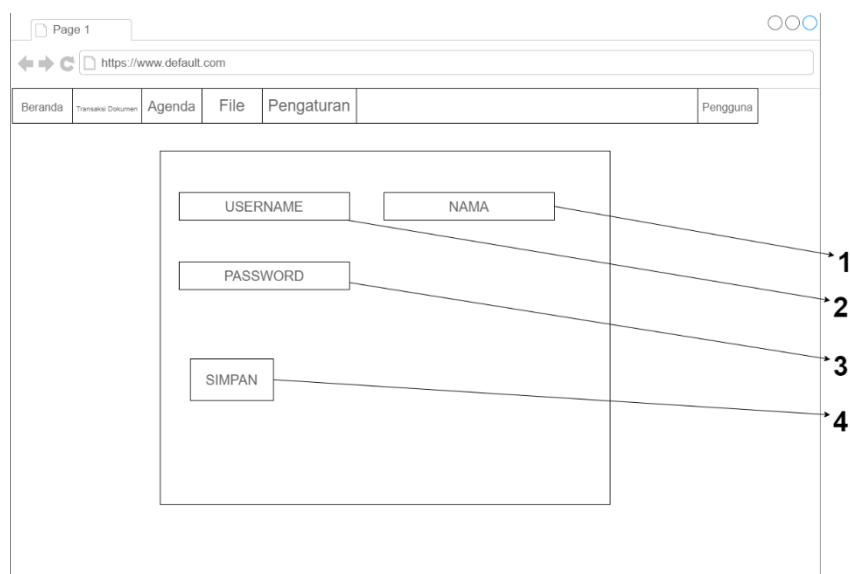 Page 1
https://www.default.com
Beranda Transaksi Dokumen Agenda File Pengaturan Pengguna
USERNAME NAMA
1
2
PASSWORD
3
SIMPAN
4